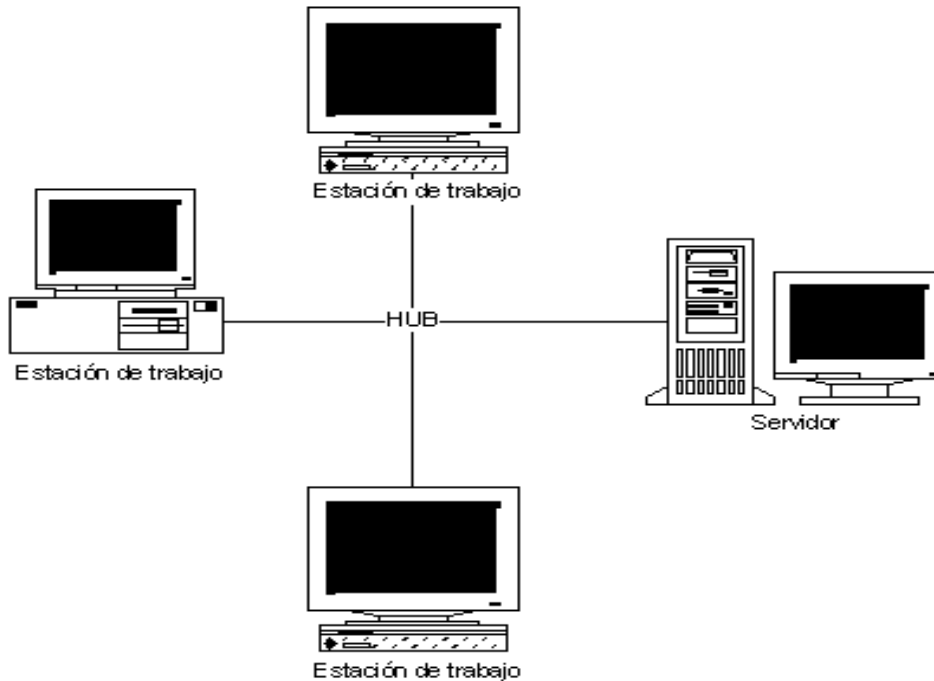 Estación de trabajo
HUB
Estación de trabajo
Servidor
Estación de trabajo